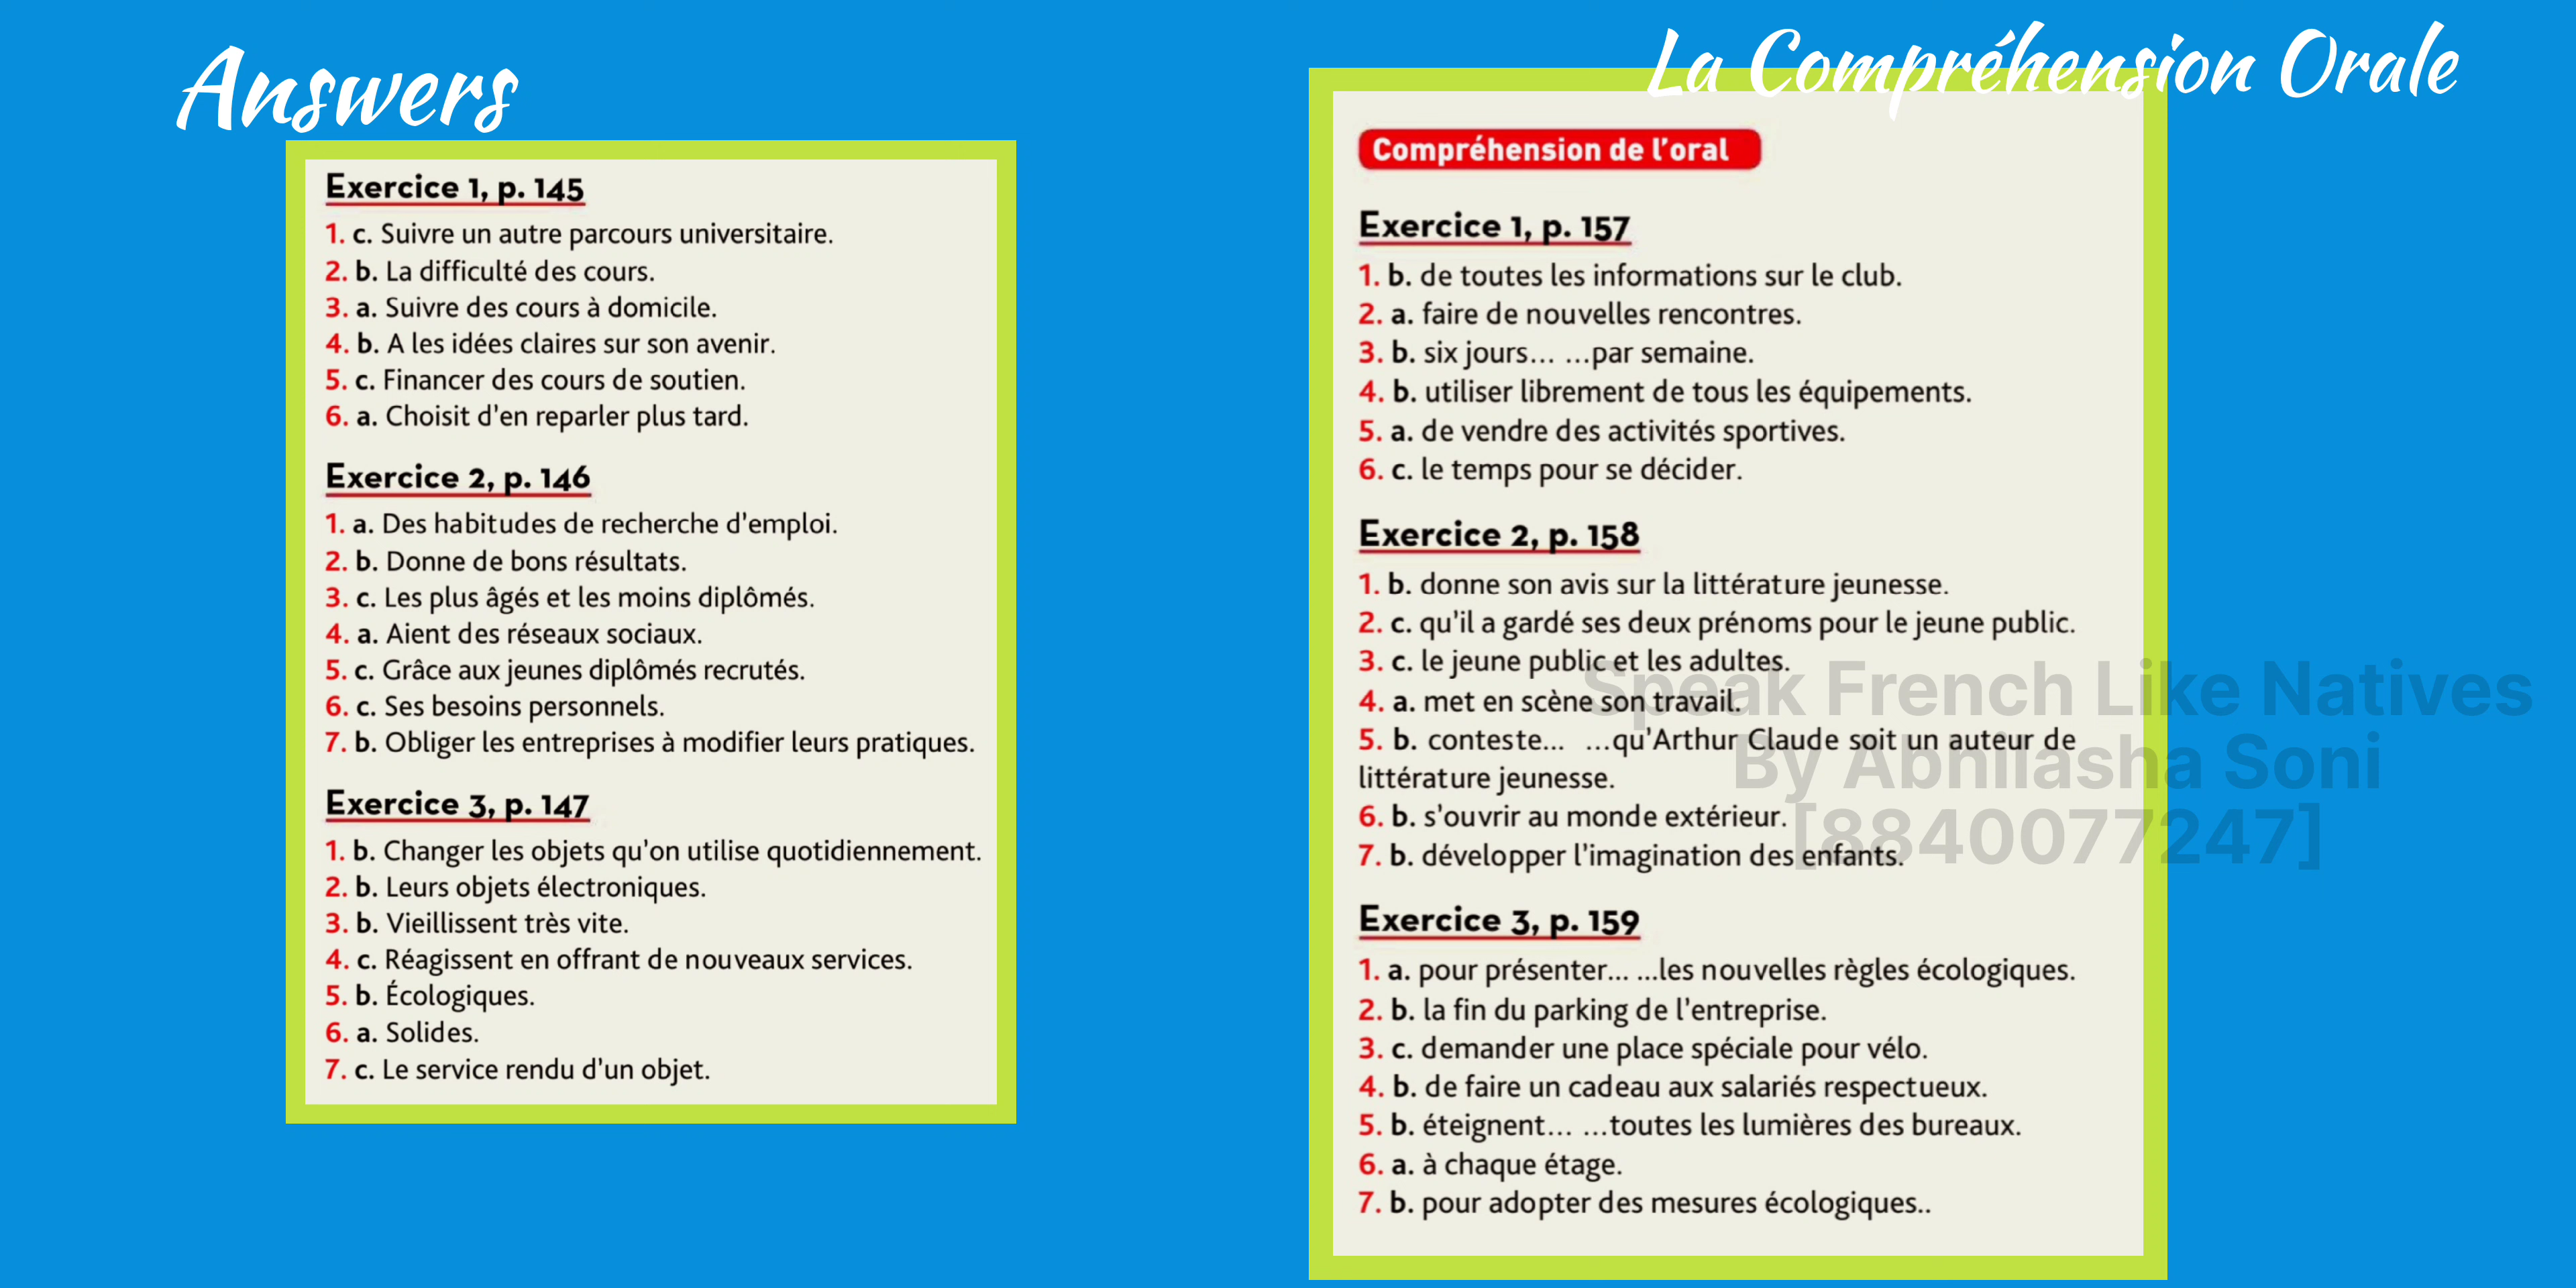 Answers
Exercice 1, p. 145
1. c. Suivre un autre parcours universitaire.
2. b. La difficulté des cours.
3. a. Suivre des cours à domicile.
4. b. A les idées claires sur son avenir.
5. c. Financer des cours de soutien.
6. a. Choisit d'en reparler plus tard.
Exercice 2, p. 146
1. a. Des habitudes de recherche d'emploi.
2. b. Donne de bons résultats.
3. c. Les plus âgés et les moins diplômés.
4. a. Aient des réseaux sociaux.
5. c. Grâce aux jeunes diplômés recrutés.
6. c. Ses besoins personnels.
7. b. Obliger les entreprises à modifier leurs pratiques.
Exercice 3, p. 147
1. b. Changer les objets qu'on utilise quotidiennement.
2. b. Leurs objets électroniques.
3. b. Vieillissent très vite.
4. c. Réagissent en offrant de nouveaux services.
5. b. Écologiques.
6. a. Solides.
7. c. Le service rendu d'un objet.
La Compréhension Orale
Compréhension de l'oral
Exercice 1, p. 157
1. b. de toutes les informations sur le club.
2. a. faire de nouvelles rencontres.
3. b. six jours... ...par semaine.
4. b. utiliser librement de tous les équipements.
5. a. de vendre des activités sportives.
6. c. le temps pour se décider.
Exercice 2, p. 158
1. b. donne son avis sur la littérature jeunesse.
2. c. qu'il a gardé ses deux prénoms pour le jeune public.
3. c. le jeune public et les adultes.
4. a. met en scène son travail.
5. b. conteste... ...qu'Arthur Claude soit un auteur de
littérature jeunesse.
6. b. s'ouvrir au monde extérieur.
7. b. développer l'imagination des enfants.
Exercice 3, p. 159
1. a. pour présenter... ...les nouvelles règles écologiques.
2. b. la fin du parking de l'entreprise.
3. c. demander une place spéciale pour vélo.
4. b. de faire un cadeau aux salariés respectueux.
5. b. éteignent... ...toutes les lumières des bureaux.
6. a. à chaque étage.
7. b. pour adopter des mesures écologiques..
Speak French Like Natives
By Abhilasha Soni
[8840077247]